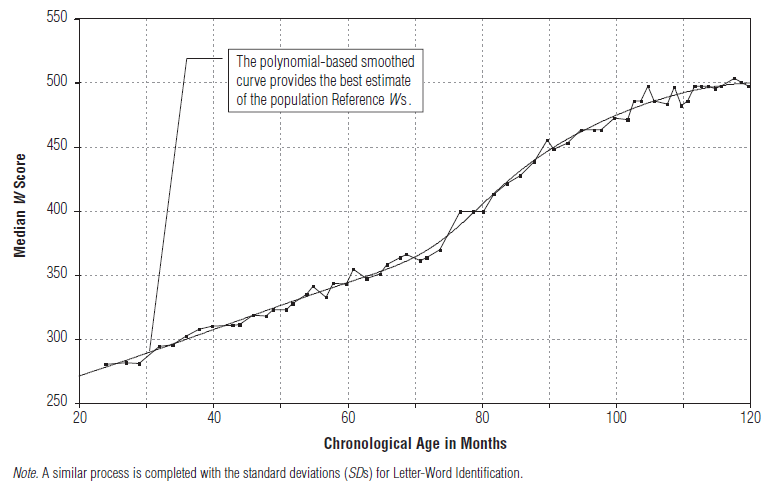 550
500
450
400
350
300
250
Median W Score
The polynomial-based smoothed
curve provides the best estimate
of the population Reference Ws.
20 40 60 80 100 120
Chronological Age in Months
Note. A similar process is completed with the standard deviations (SDs) for Letter-Word Identification.